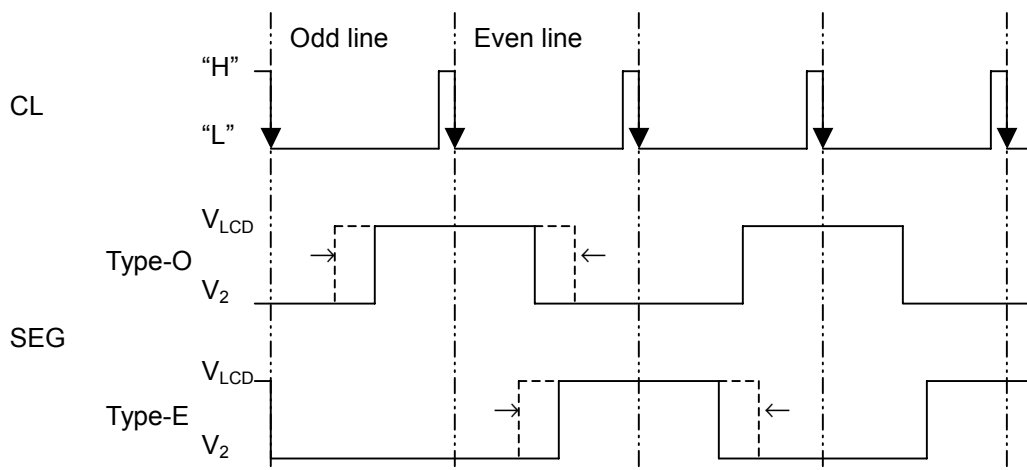 Odd line
Even line
“H”
CL
“L”
VLCD
Type-O
V2
SEG
VLCD
Type-E
V2